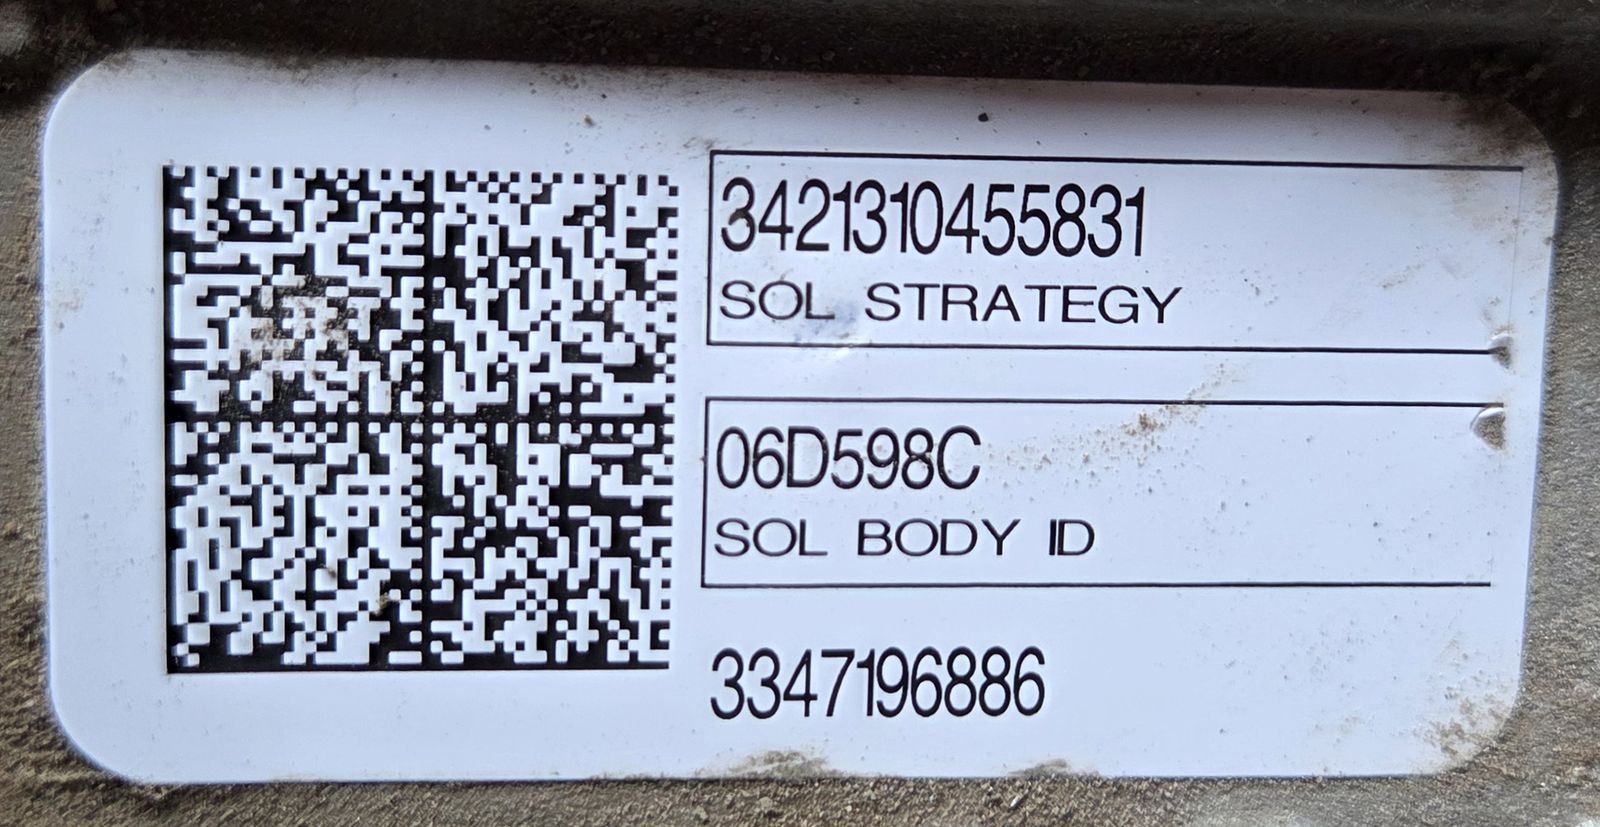 3421310455831
SOL STRATEGY
06D598C
SOL BODY ID
3347196886